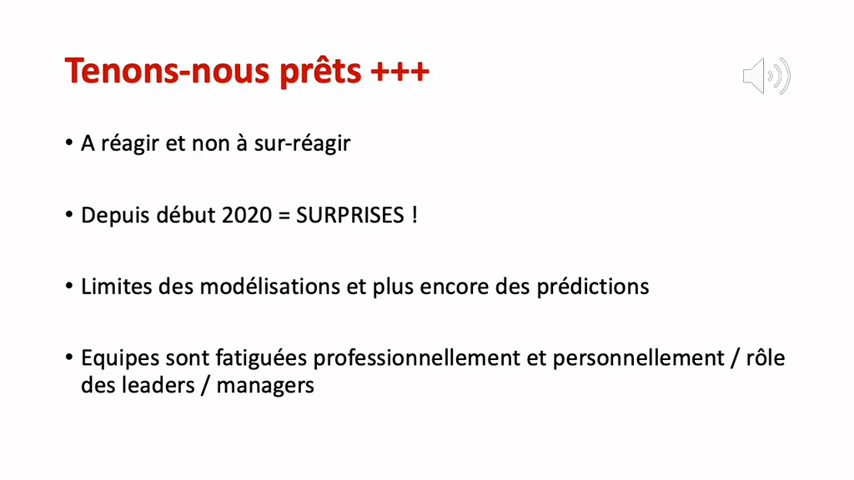 Tenons-nous prêts +++
• A réagir et non à sur-réagir
• Depuis début 2020 = SURPRISES !
• Limites des modélisations et plus encore des prédictions
• Equipes sont fatiguées professionnellement et personnellement / rôle
des leaders / managers